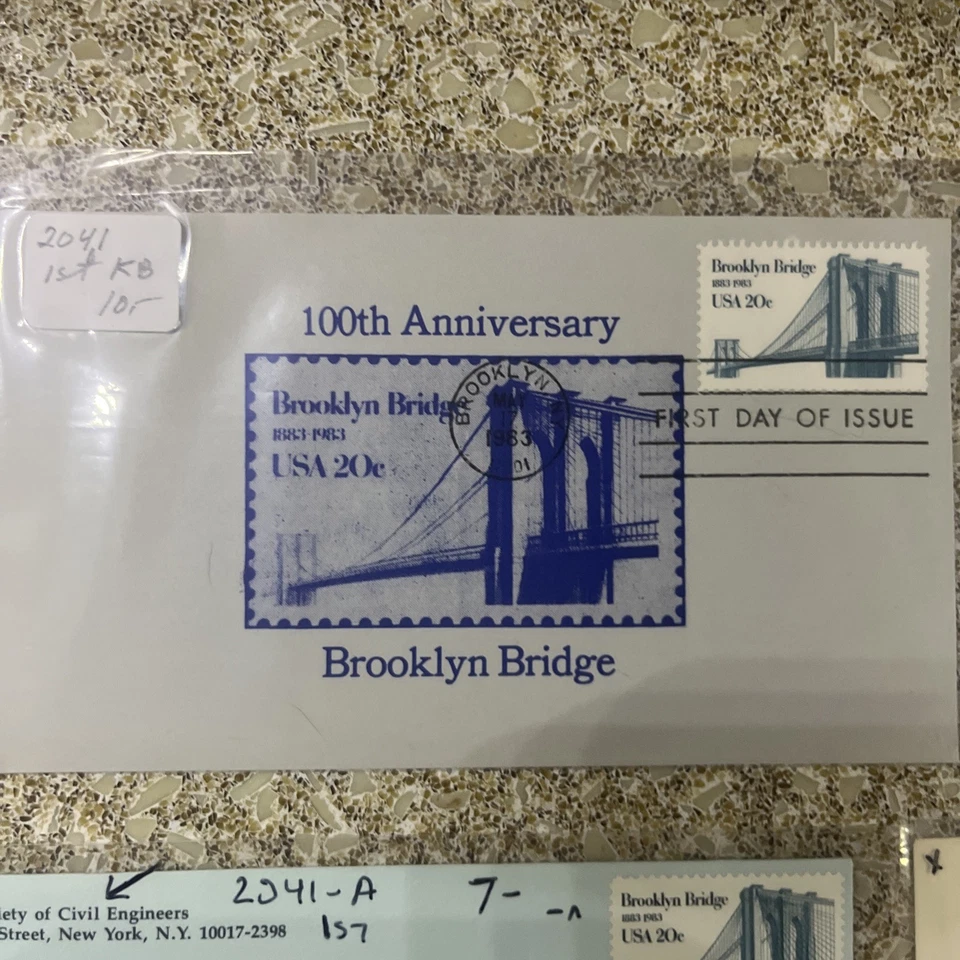 2041
1st KB
10.-
Brooklyn Bridge
1883-1983
USA 20c
100th Anniversary
Brooklyn Bridge
1883-1983
USA 20c
BROOKLYN
MAY
1983
FIRST DAY OF ISSUE
Brooklyn Bridge
2041-A
7-
iety of Civil Engineers
Street, New York, N.Y. 10017-2398
1ST
Brooklyn Bridge
1883-1983
USA 20c
x